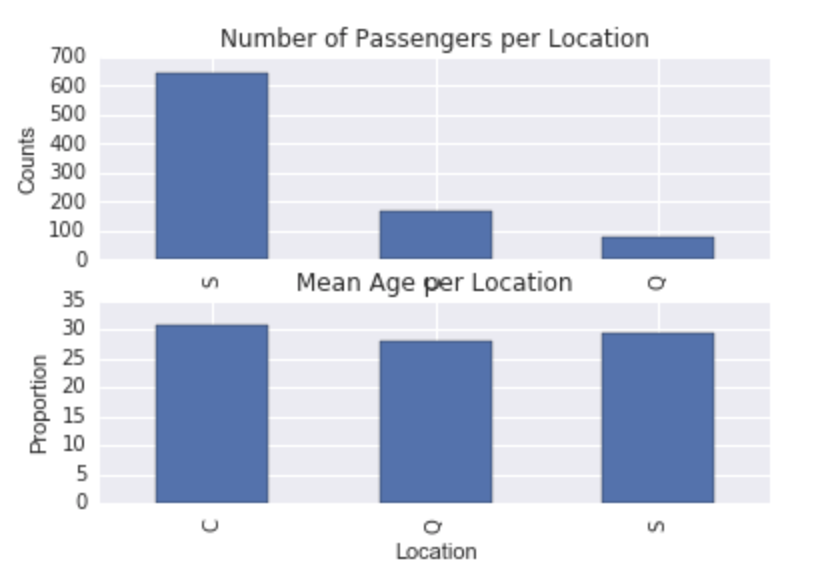 Number of Passengers per Location
700
600
500
400
300
200
100
0
Counts
S
Q
Mean Age per Location
35
30
25
20
15
10
5
0
Proportion
C
Q
S
Location